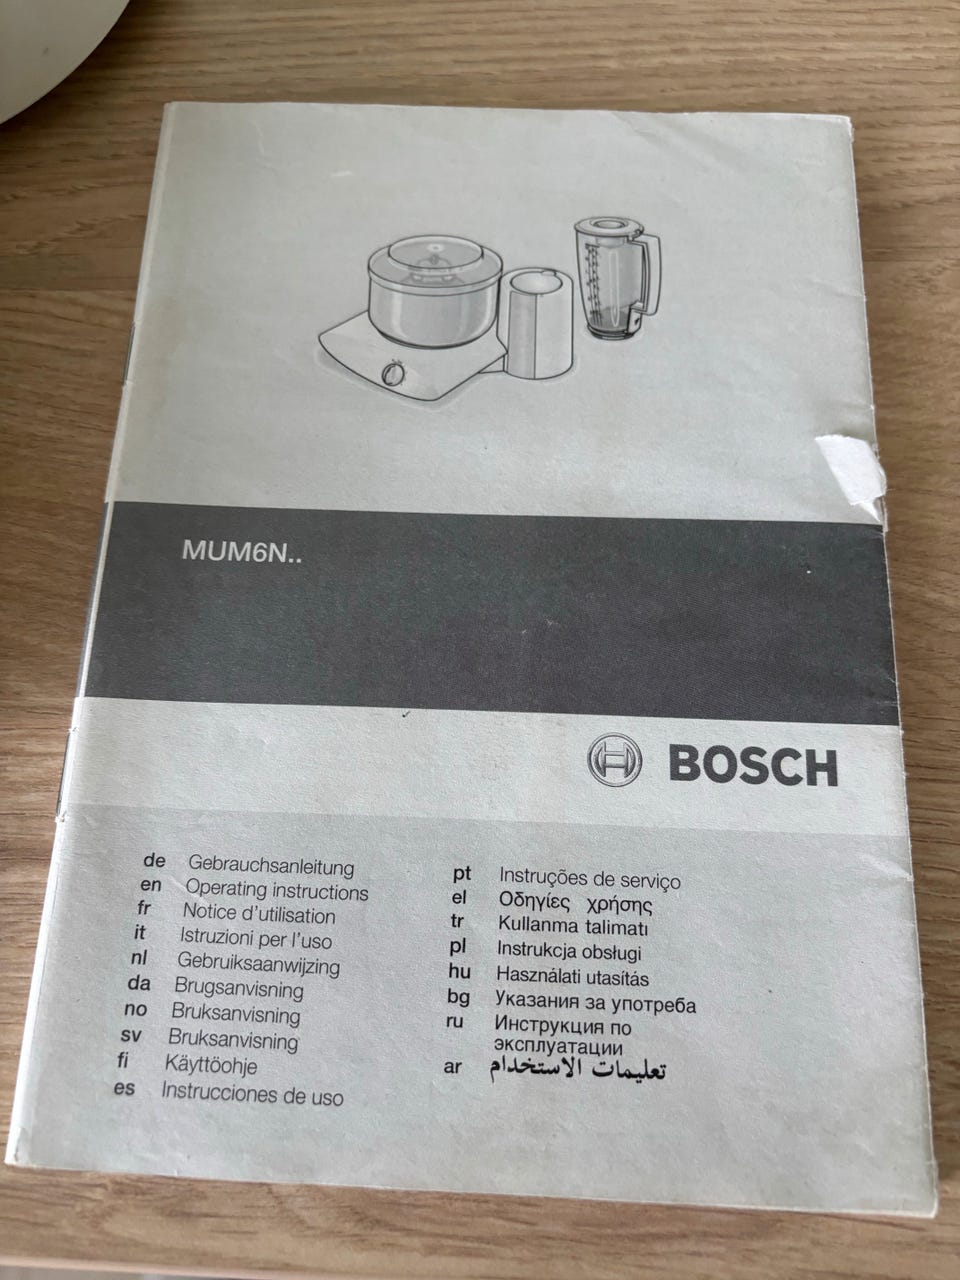 MUM6N..
BOSCH
de Gebrauchsanleitung
en Operating instructions
fr Notice d'utilisation
it Istruzioni per l'uso
nl Gebruiksaanwijzing
da Brugsanvisning
no Bruksanvisning
sv Bruksanvisning
fi Käyttöohje
es Instrucciones de uso
pt Instruções de serviço
el Οδηγίες χρήσης
tr Kullanma talimatı
pl Instrukcja obsługi
hu Használati utasítás
bg Указания за употреба
ru Инструкция по
эксплуатации
ar تعليمات الاستخدام